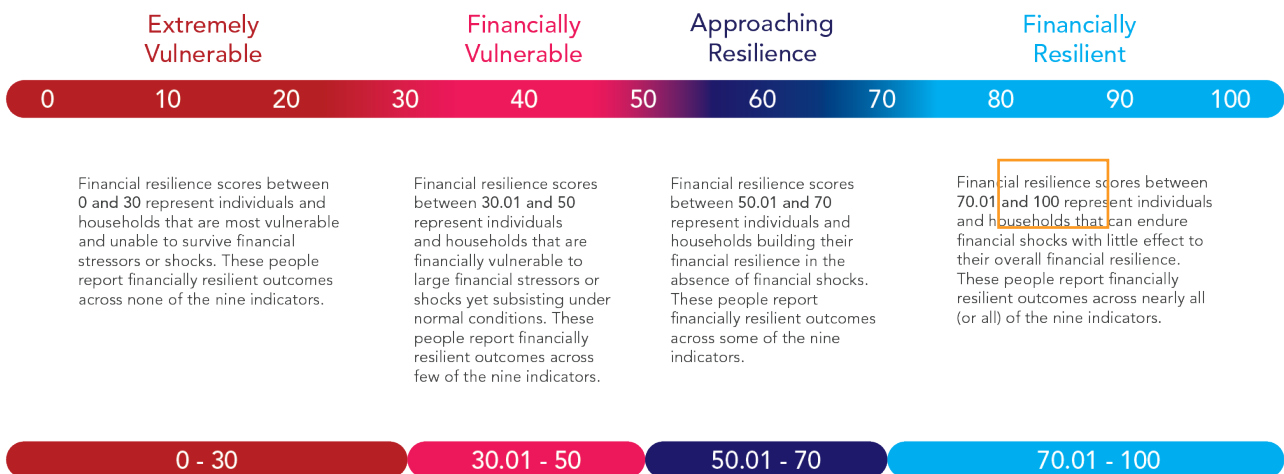 Extremely
Vulnerable
Financially
Vulnerable
Approaching
Resilience
Financially
Resilient
0 10 20 30 40 50 60 70 80 90 100
Financial resilience scores between
0 and 30 represent individuals and
households that are most vulnerable
and unable to survive financial
stressors or shocks. These people
report financially resilient outcomes
across none of the nine indicators.
Financial resilience scores
between 30.01 and 50
represent individuals
and households that are
financially vulnerable to
large financial stressors or
shocks yet subsisting under
normal conditions. These
people report financially
resilient outcomes across
few of the nine indicators.
Financial resilience scores
between 50.01 and 70
represent individuals and
households building their
financial resilience in the
absence of financial shocks.
These people report
financially resilient outcomes
across some of the nine
indicators.
Financial resilience scores between
70.01 and 100 represent individuals
and households that can endure
financial shocks with little effect to
their overall financial resilience.
These people report financially
resilient outcomes across nearly all
(or all) of the nine indicators.
0 - 30
30.01 - 50
50.01 - 70
70.01 - 100